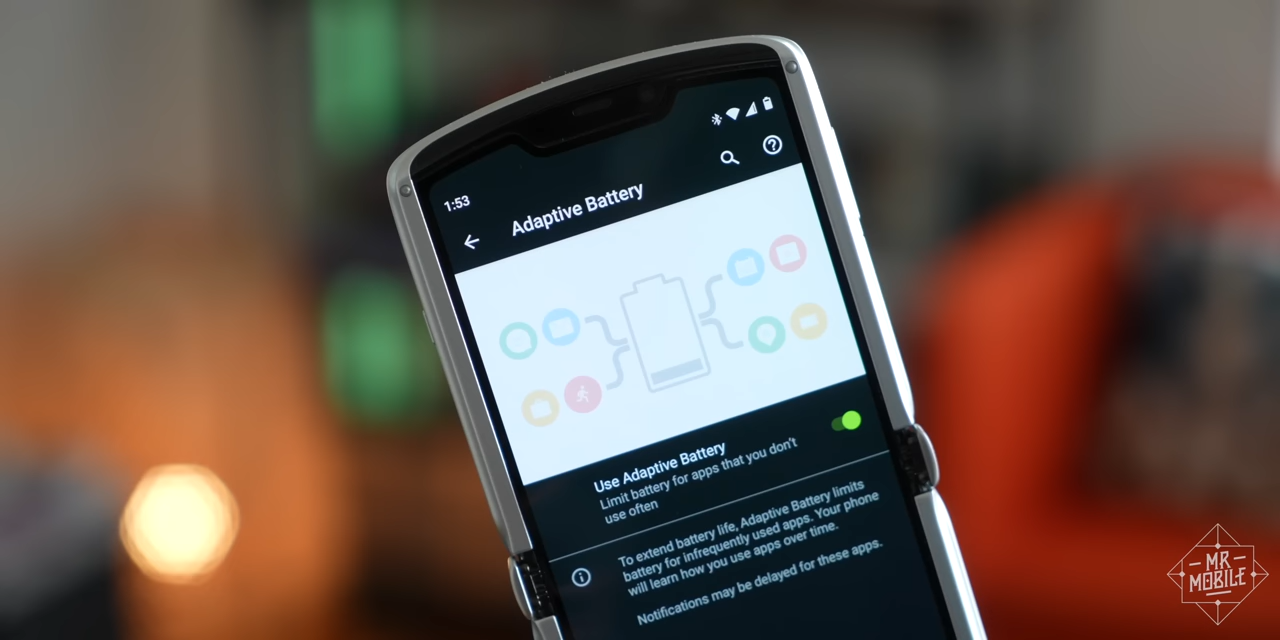 1:53
Adaptive Battery
Use Adaptive Battery
Limit battery for apps that you don't
use often
To extend battery life, Adaptive Battery limits
battery for infrequently used apps. Your phone
will learn how you use apps over time.
Notifications may be delayed for these apps.
MR
MOBILE